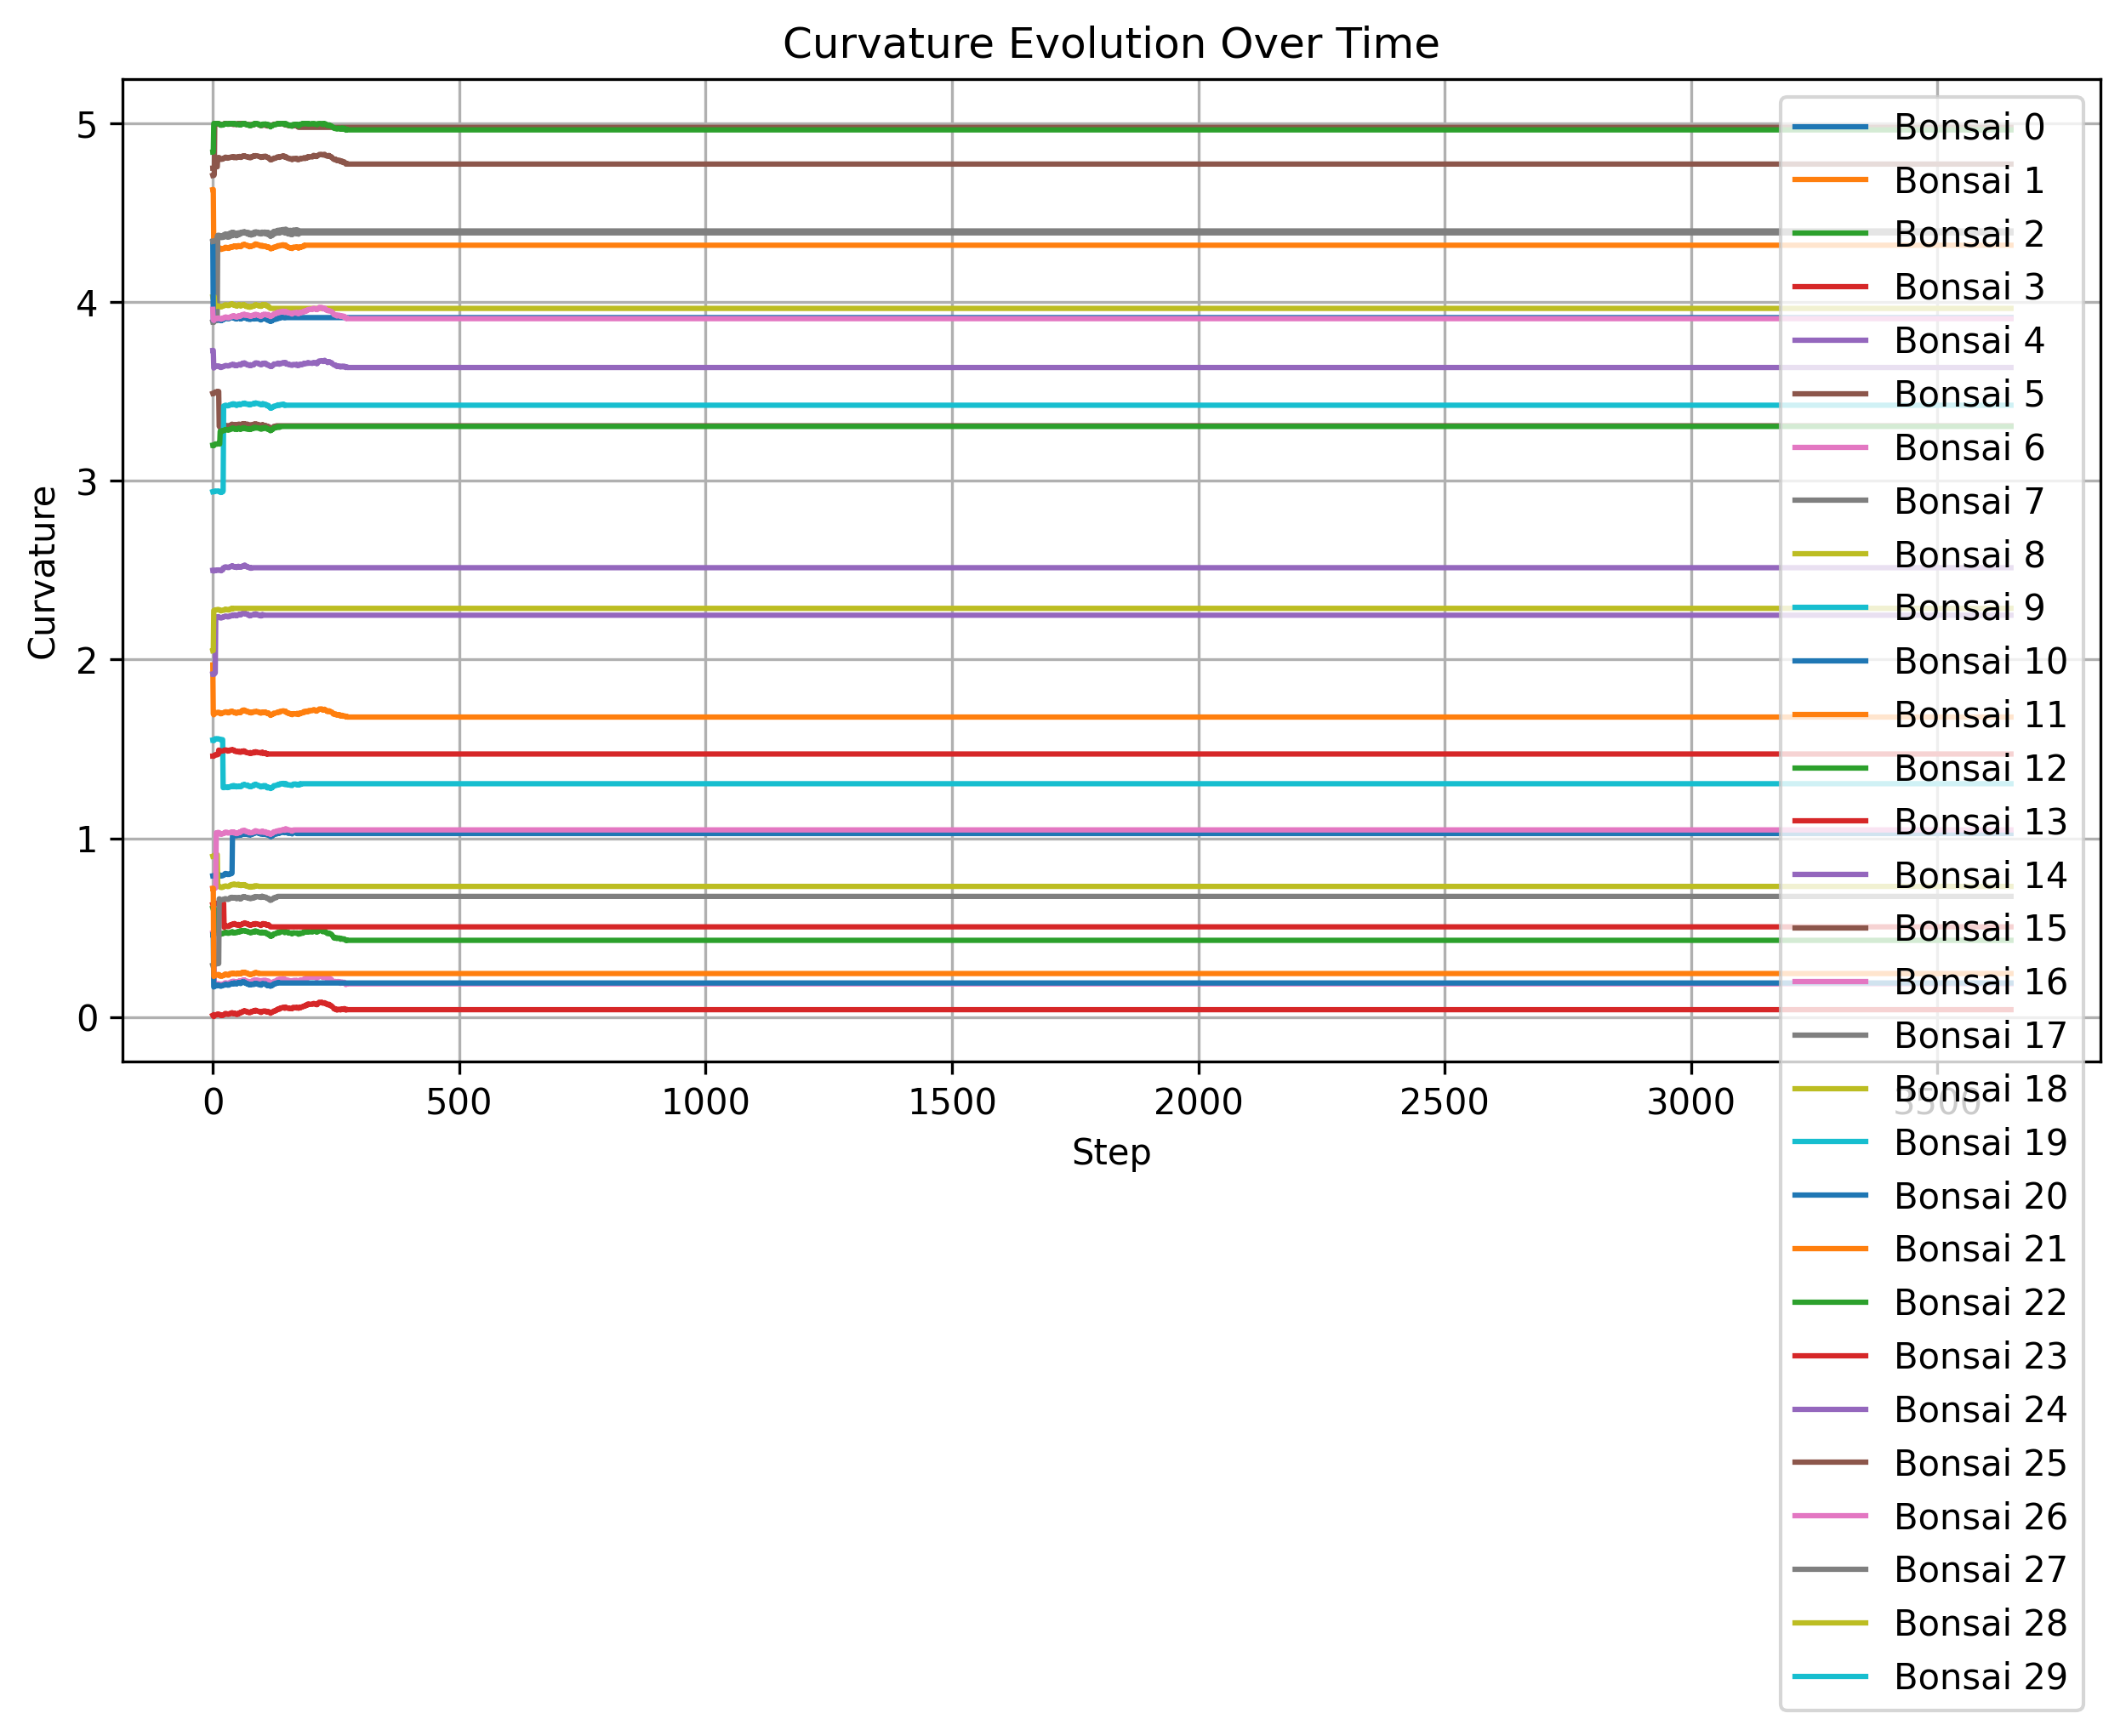 Curvature Evolution Over Time
Curvature
5
4
3
2
1
0
0
500
1000
1500
2000
2500
3000
3500
Step
Bonsai 0
Bonsai 1
Bonsai 2
Bonsai 3
Bonsai 4
Bonsai 5
Bonsai 6
Bonsai 7
Bonsai 8
Bonsai 9
Bonsai 10
Bonsai 11
Bonsai 12
Bonsai 13
Bonsai 14
Bonsai 15
Bonsai 16
Bonsai 17
Bonsai 18
Bonsai 19
Bonsai 20
Bonsai 21
Bonsai 22
Bonsai 23
Bonsai 24
Bonsai 25
Bonsai 26
Bonsai 27
Bonsai 28
Bonsai 29